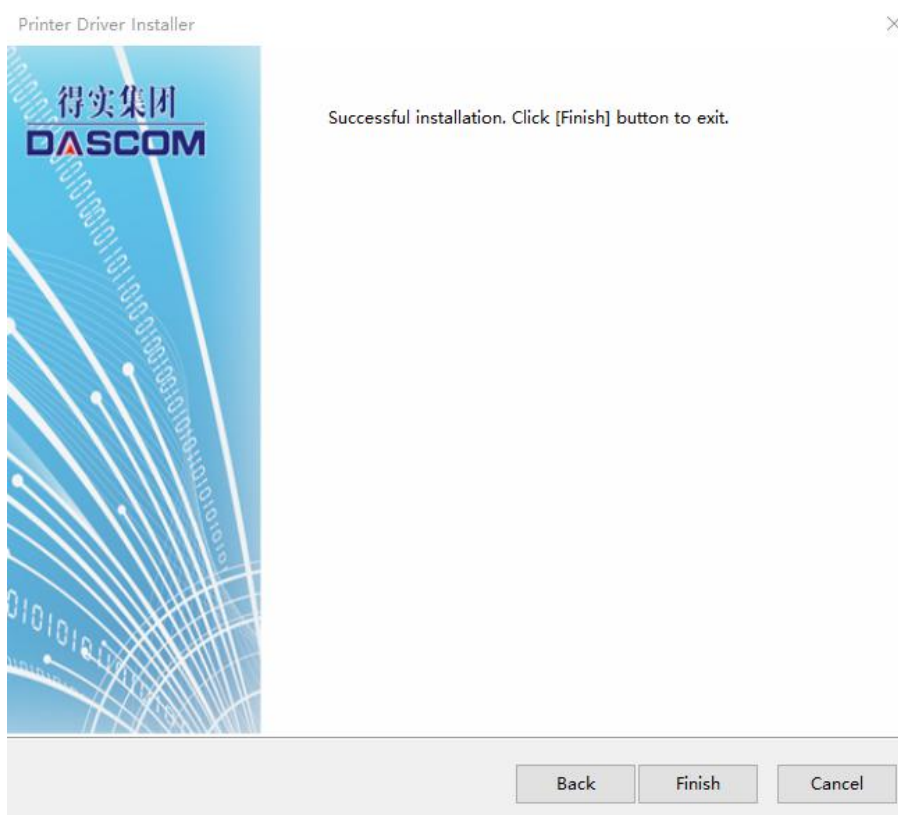 Printer Driver Installer
得实集团
DASCOM
Successful installation. Click [Finish] button to exit.
Back
Finish
Cancel